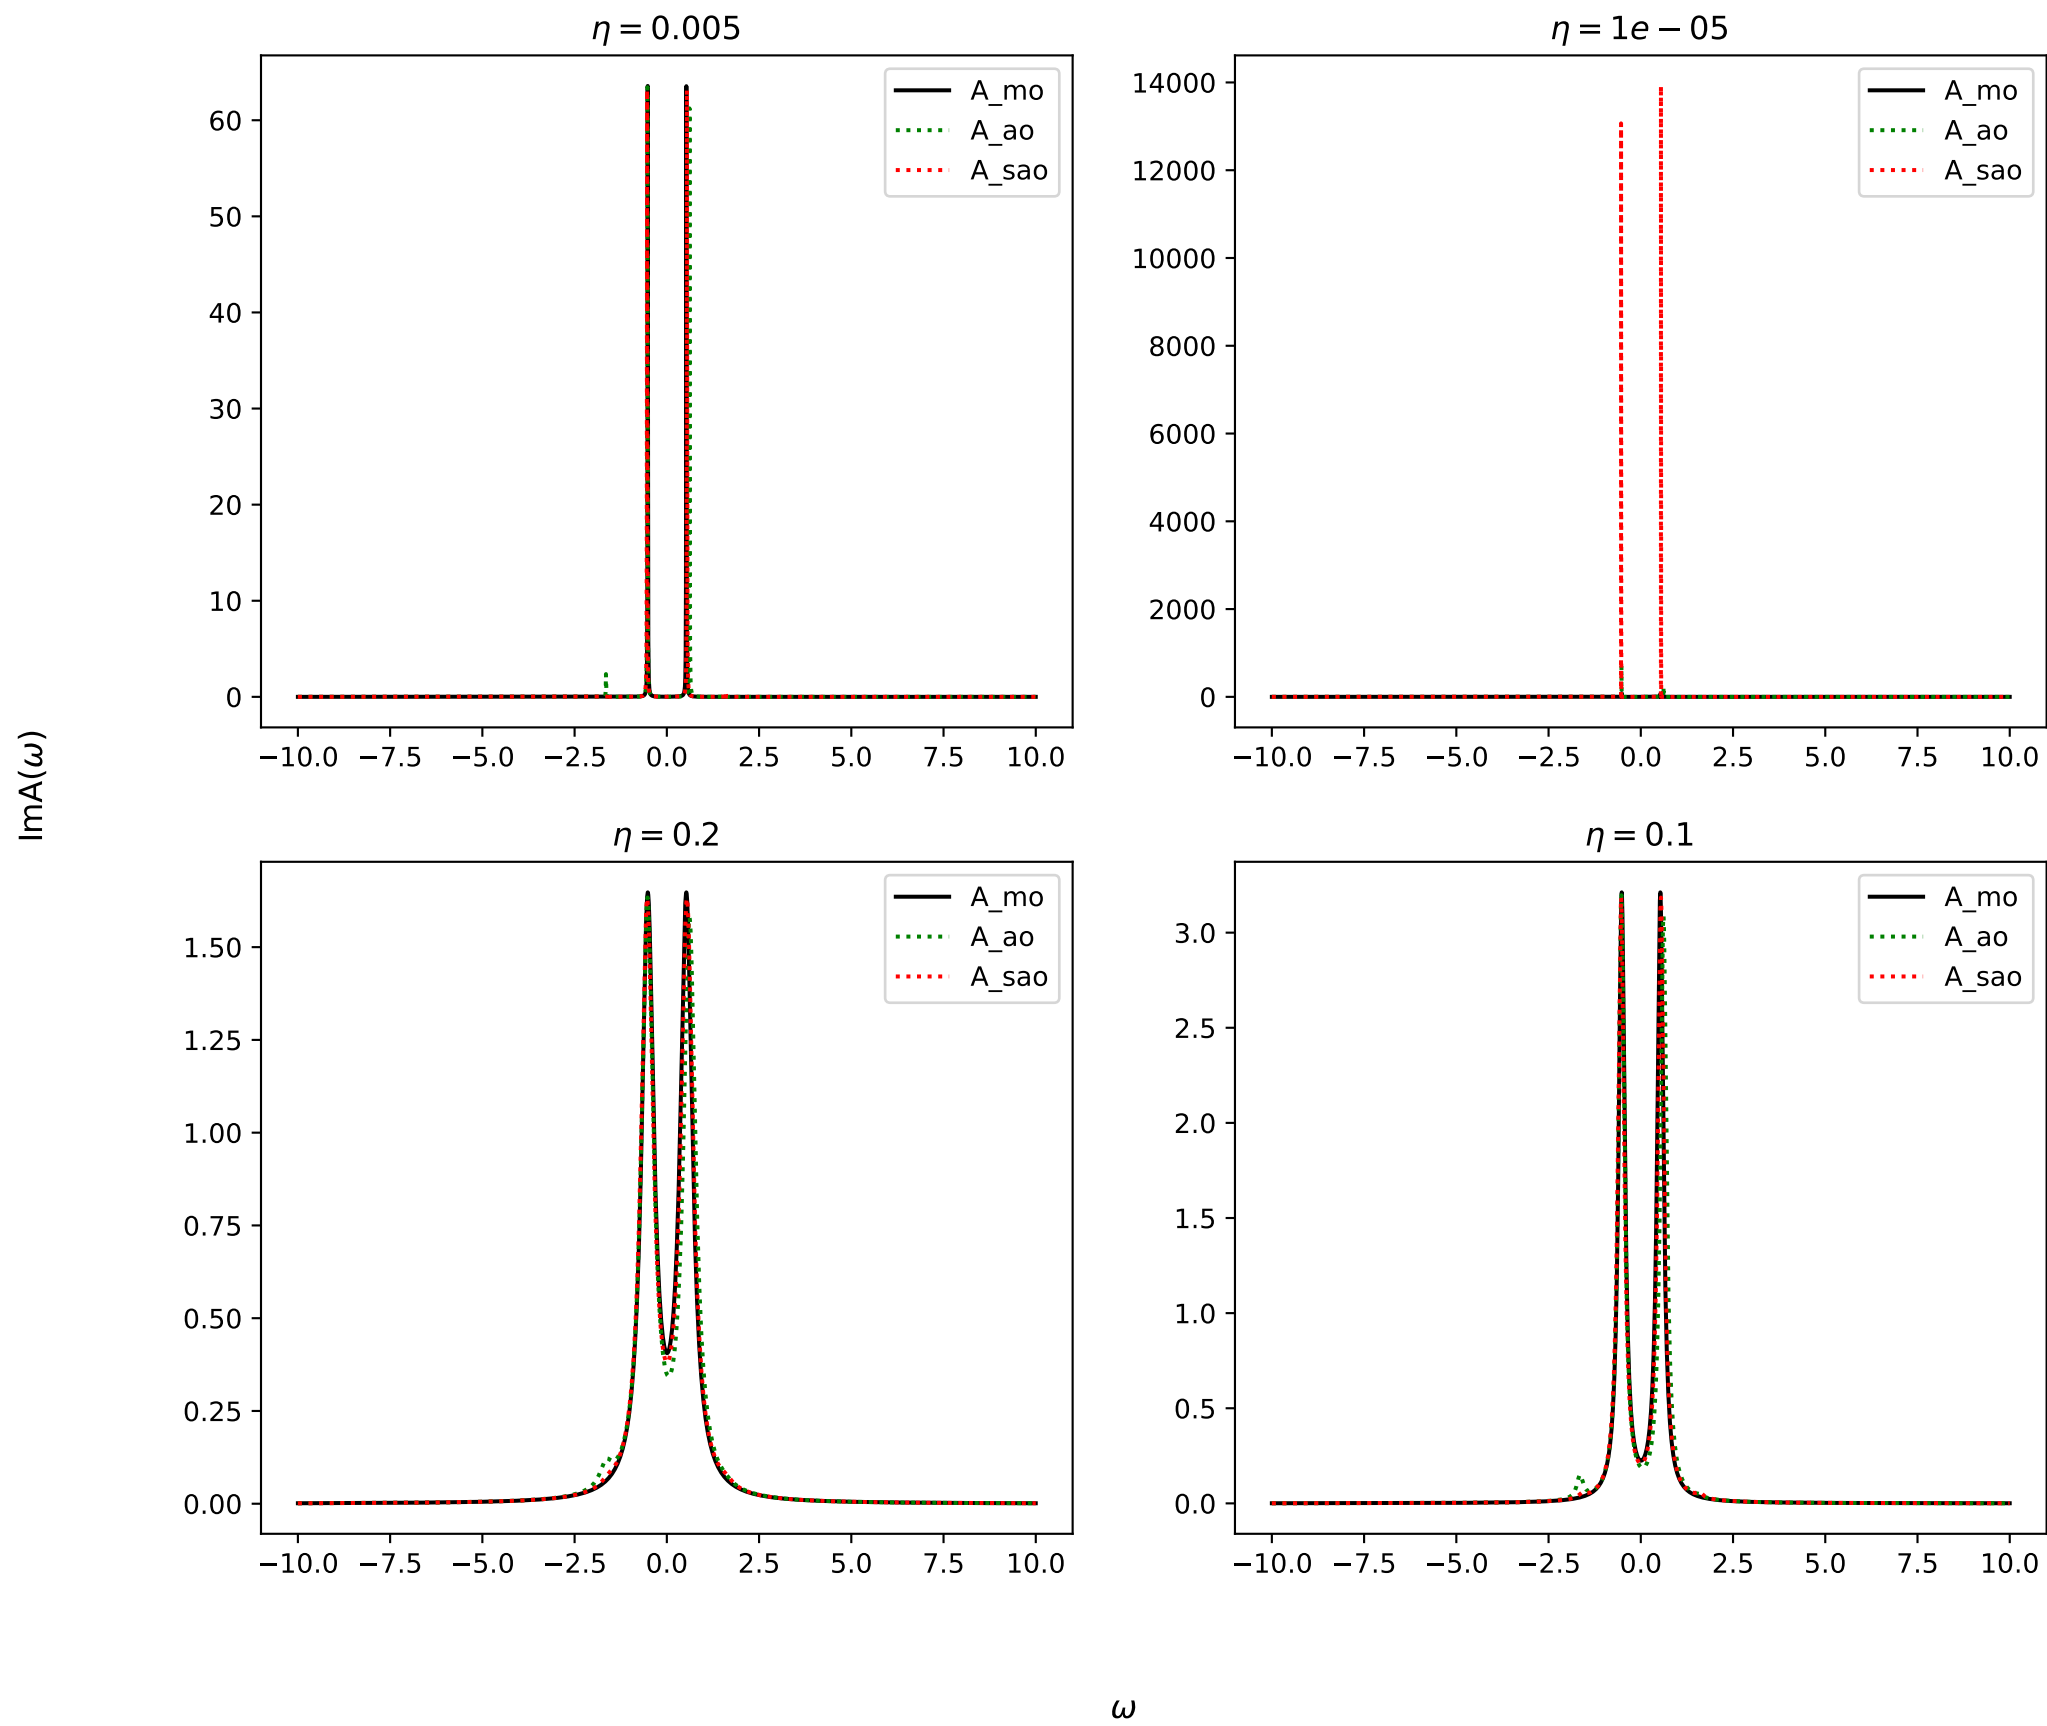 η = 0.005
60
50
40
30
20
10
0
−10.0 −7.5 −5.0 −2.5 0.0 2.5 5.0 7.5 10.0
A_mo
A_ao
A_sao
η = 1e − 05
14000
12000
10000
8000
6000
4000
2000
0
−10.0 −7.5 −5.0 −2.5 0.0 2.5 5.0 7.5 10.0
A_mo
A_ao
A_sao
ImA(ω)
η = 0.2
1.50
1.25
1.00
0.75
0.50
0.25
0.00
−10.0 −7.5 −5.0 −2.5 0.0 2.5 5.0 7.5 10.0
A_mo
A_ao
A_sao
η = 0.1
3.0
2.5
2.0
1.5
1.0
0.5
0.0
−10.0 −7.5 −5.0 −2.5 0.0 2.5 5.0 7.5 10.0
A_mo
A_ao
A_sao
ω